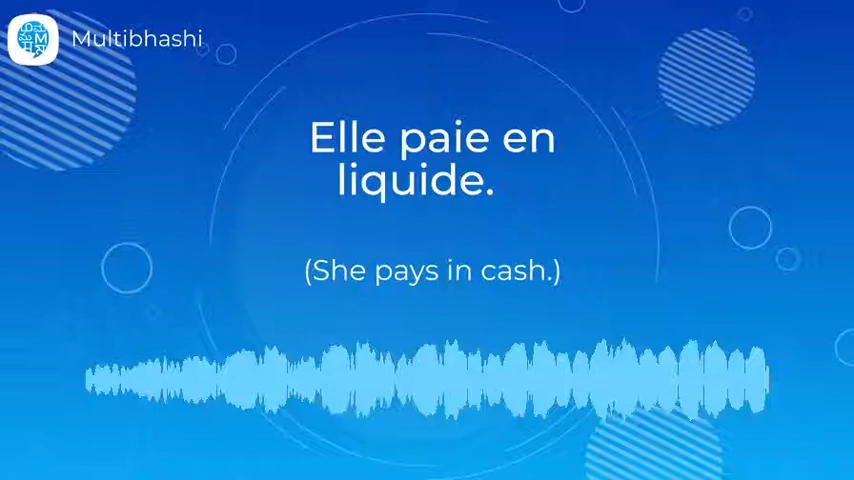 Multibhashi
Elle paie en
liquide.
(She pays in cash.)